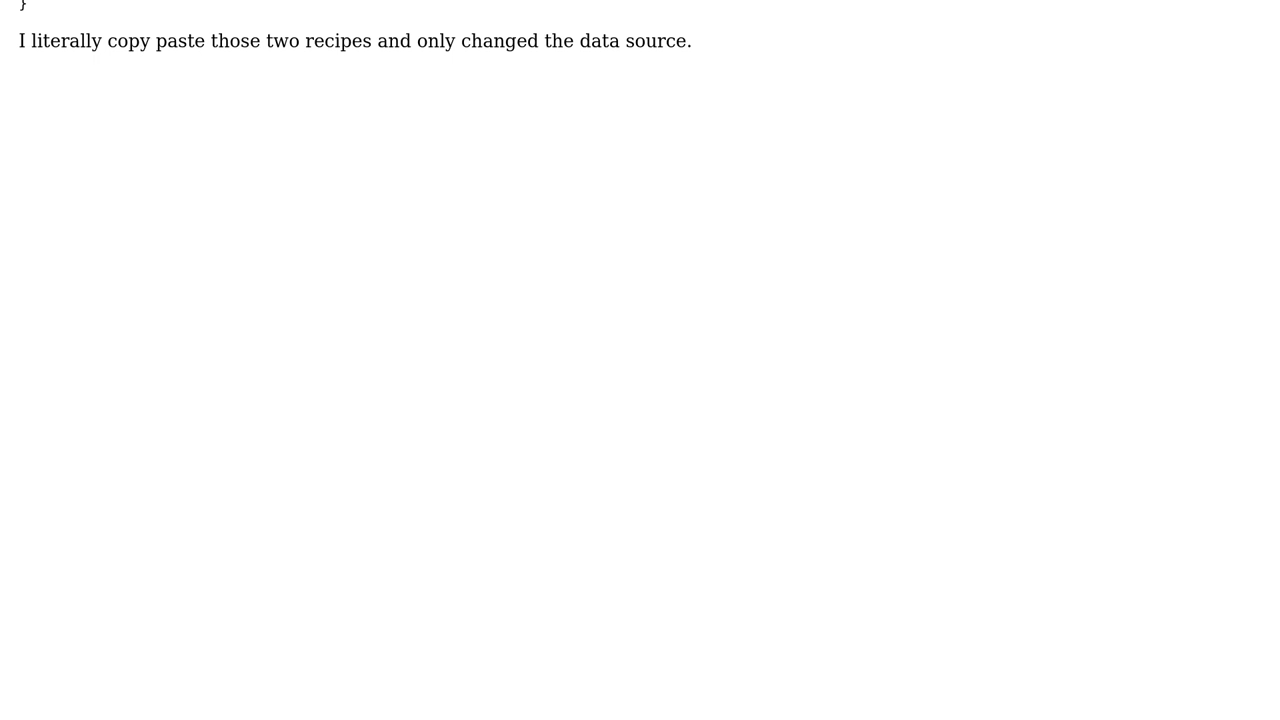 }
I literally copy paste those two recipes and only changed the data source.